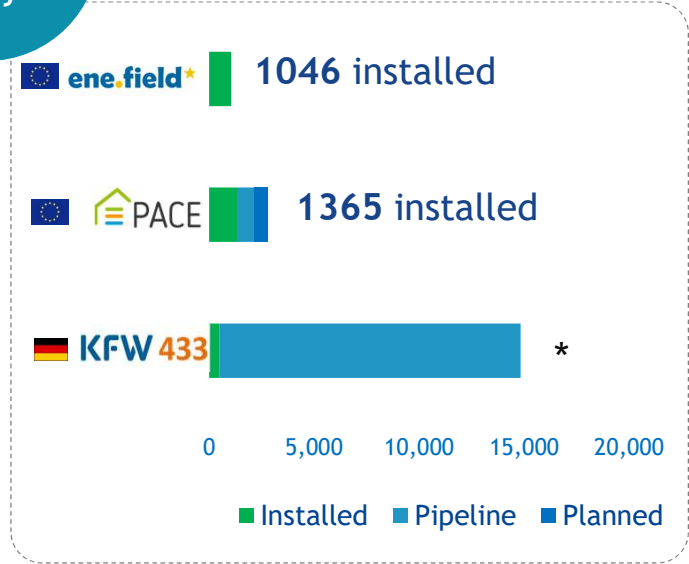 ene.field
1046 installed
PACE
1365 installed
KFW 433
*
0 5,000 10,000 15,000 20,000
Installed Pipeline Planned